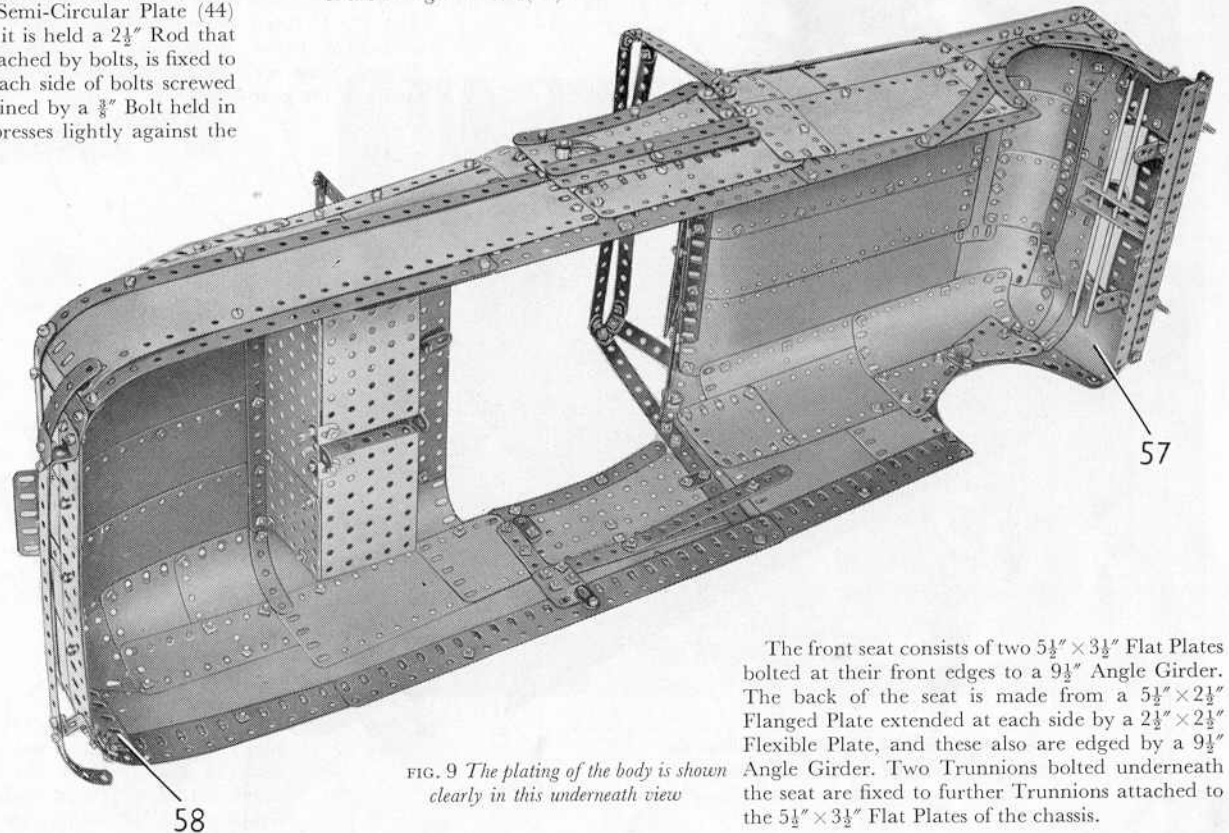 Semi-Circular Plate (44)
it is held a 2½″ Rod that
ached by bolts, is fixed to
ach side of bolts screwed
ined by a ⅜″ Bolt held in
presses lightly against the
57
58
FIG. 9 The plating of the body is shown
clearly in this underneath view
The front seat consists of two 5½″ × 3½″ Flat Plates
bolted at their front edges to a 9½″ Angle Girder.
The back of the seat is made from a 5½″ × 2½″
Flanged Plate extended at each side by a 2½″ × 2½″
Flexible Plate, and these also are edged by a 9½″
Angle Girder. Two Trunnions bolted underneath
the seat are fixed to further Trunnions attached to
the 5½″ × 3½″ Flat Plates of the chassis.